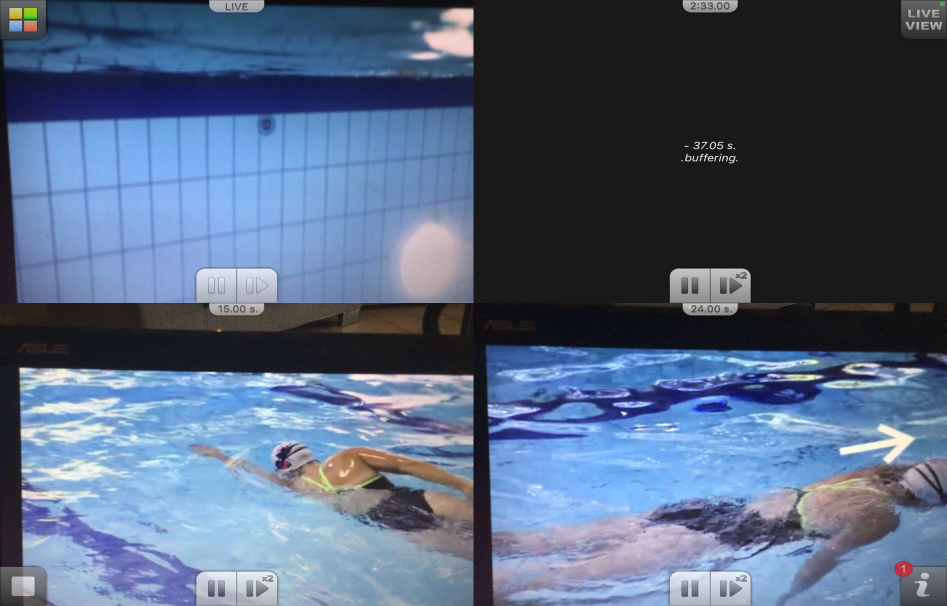 LIVE
2:33.00
LIVE
VIEW
- 37.05 s.
.buffering.
x2
15.00 s.
24.00 s.
ASUS
ASUS
x2
x2
1
i